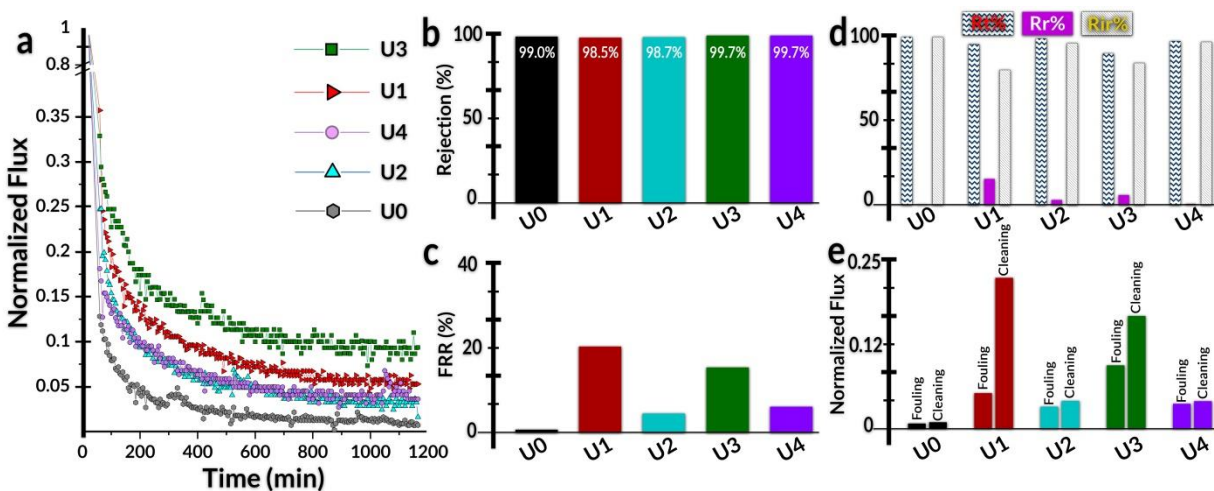 a
1
0.8
0.35
0.3
0.25
0.2
0.15
0.1
0.05
Normalized Flux
0
200
400
600
800
1000
1200
Time (min)
U3
U1
U4
U2
U0
b
100
50
0
Rejection (%)
99.0%
98.5%
98.7%
99.7%
99.7%
U0
U1
U2
U3
U4
c
40
20
0
FRR (%)
U0
U1
U2
U3
U4
d
Rt%
Rr%
Rir%
100
50
0
U0
U1
U2
U3
U4
e
0.25
0.12
0.00
Normalized Flux
Fouling
Cleaning
Fouling
Cleaning
Fouling
Cleaning
Fouling
Cleaning
Fouling
Cleaning
U0
U1
U2
U3
U4